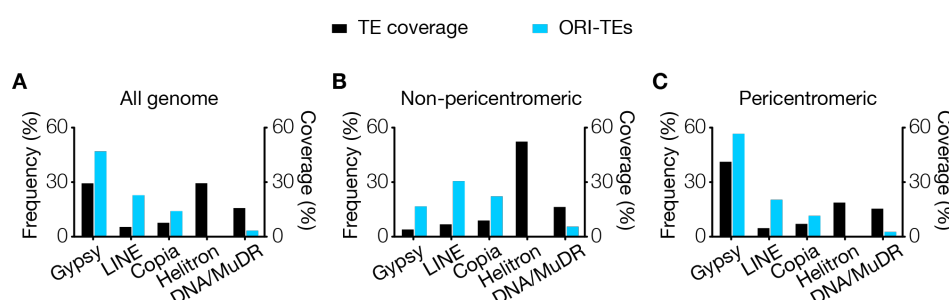 TE coverage ORI-TEs
A B C
All genome Non-pericentromeric Pericentromeric
Frequency (%) 60 30 0 60 30 0 Coverage (%)
Gypsy LINE Copia Helitron DNA/MuDR
Frequency (%) 60 30 0 60 30 0 Coverage (%)
Gypsy LINE Copia Helitron DNA/MuDR
Frequency (%) 60 30 0 60 30 0 Coverage (%)
Gypsy LINE Copia Helitron DNA/MuDR